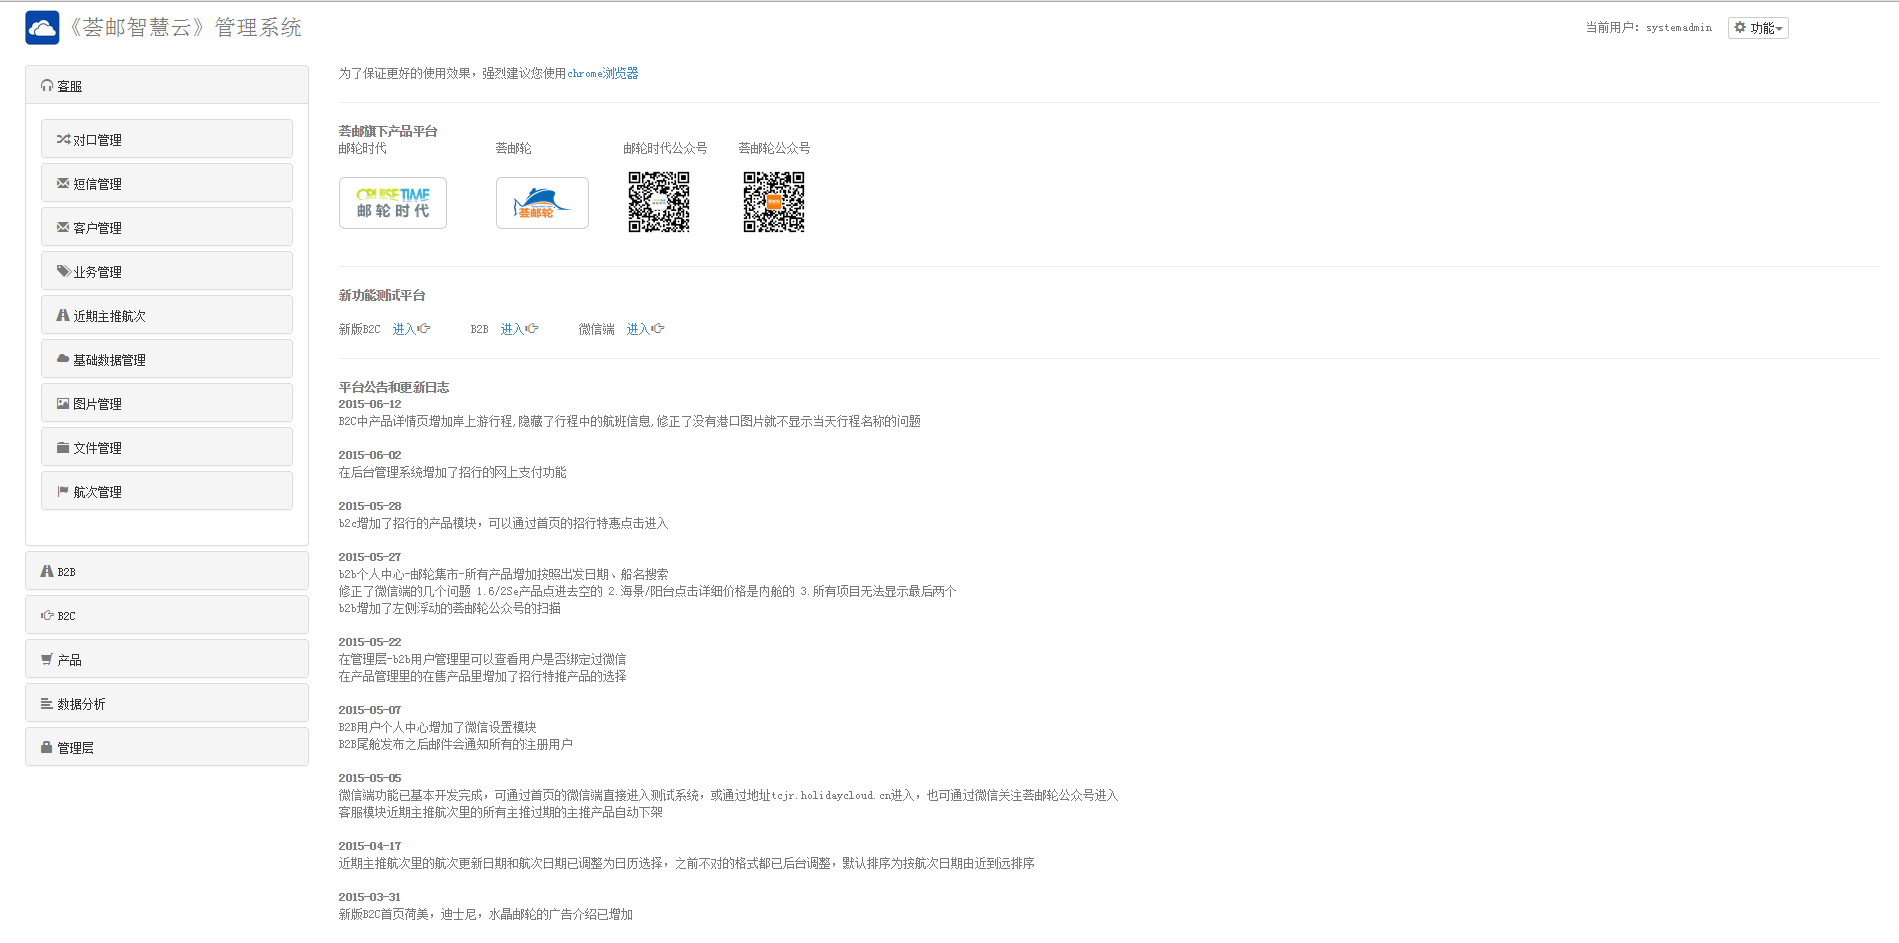 《荟邮智慧云》管理系统
当前用户: systemadmin
功能
客服
对口管理
短信管理
客户管理
业务管理
近期主推航次
基础数据管理
图片管理
文件管理
航次管理
B2B
B2C
产品
数据分析
管理层
为了保证更好的使用效果，强烈建议您使用chrome浏览器
荟邮旗下产品平台
邮轮时代
荟邮轮
邮轮时代公众号
荟邮轮公众号
CRUISETIME
邮轮时代
荟邮轮
新功能测试平台
新版B2C 进入
B2B 进入
微信端 进入
平台公告和更新日志
2015-06-12
B2C中产品详情页增加岸上游行程,隐藏了行程中的航班信息,修正了没有港口图片就不显示当天行程名称的问题
2015-06-02
在后台管理系统增加了招行的网上支付功能
2015-05-28
b2c增加了招行的产品模块，可以通过首页的招行特惠点击进入
2015-05-27
b2b个人中心-邮轮集市-所有产品增加按照出发日期、船名搜索
修正了微信端的几个问题 1.6/2Se产品点进去空的 2.海景/阳台点击详细价格是内舱的 3.所有项目无法显示最后两个
b2b增加了左侧浮动的荟邮轮公众号的扫描
2015-05-22
在管理层-b2b用户管理里可以查看用户是否绑定过微信
在产品管理里的在售产品里增加了招行特推产品的选择
2015-05-07
B2B用户个人中心增加了微信设置模块
B2B尾舱发布之后邮件会通知所有的注册用户
2015-05-05
微信端功能已基本开发完成，可通过首页的微信端直接进入测试系统，或通过地址tcjr.holidaycloud.cn进入，也可通过微信关注荟邮轮公众号进入
客服模块近期主推航次里的所有主推过期的主推产品自动下架
2015-04-17
近期主推航次里的航次更新日期和航次日期已调整为日历选择，之前不对的格式都已后台调整，默认排序为按航次日期由近到远排序
2015-03-31
新版B2C首页荷美，迪士尼，水晶邮轮的广告介绍已增加